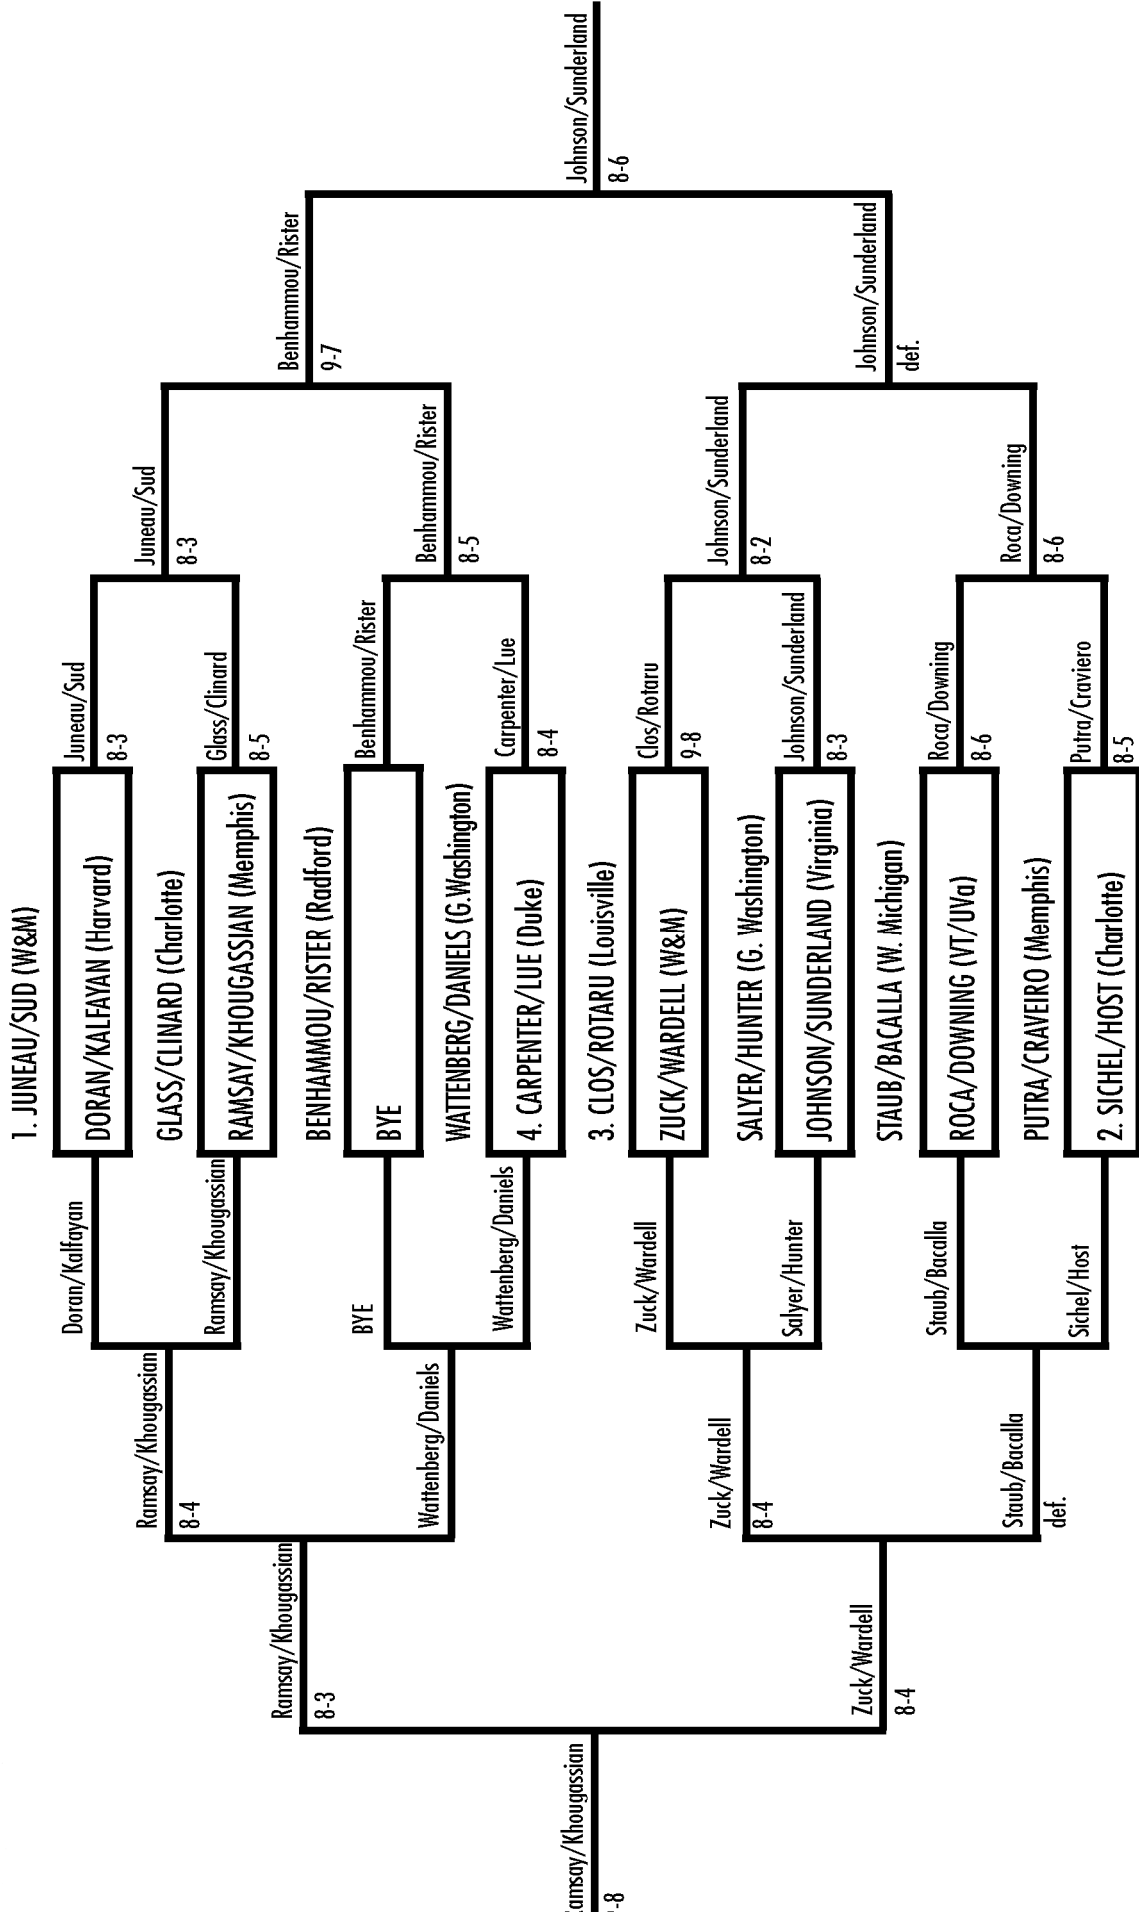 1. JUNEAU/SUD (W&M)
DORAN/KALFAYAN (Harvard)
GLASS/CLINARD (Charlotte)
RAMSAY/KHOUGASSIAN (Memphis)
BENHAMMOU/RISTER (Radford)
BYE
WATTENBERG/DANIELS (G.Washington)
4. CARPENTER/LUE (Duke)
3. CLOS/ROTARU (Louisville)
ZUCK/WARDELL (W&M)
SALYER/HUNTER (G. Washington)
JOHNSON/SUNDERLAND (Virginia)
STAUB/BACALLA (W. Michigan)
ROCA/DOWNING (VT/UVa)
PUTRA/CRAVEIRO (Memphis)
2. SICHEL/HOST (Charlotte)
Juneau/Sud
8-3
Glass/Clinard
8-5
Benhammou/Rister
Carpenter/Lue
8-4
Clos/Rotaru
9-8
Johnson/Sunderland
8-3
Roca/Downing
8-6
Putra/Craviero
8-5
Juneau/Sud
8-3
Benhammou/Rister
8-5
Johnson/Sunderland
8-2
Roca/Downing
8-6
Benhammou/Rister
9-7
Johnson/Sunderland
def.
Johnson/Sunderland
8-6
Doran/Kalfayan
Ramsay/Khougassian
BYE
Wattenberg/Daniels
Zuck/Wardell
Salyer/Hunter
Staub/Bacalla
Sichel/Host
Ramsay/Khougassian
8-4
Wattenberg/Daniels
Zuck/Wardell
8-4
Staub/Bacalla
def.
Ramsay/Khougassian
8-3
Zuck/Wardell
8-4
amsay/Khougassian
-8